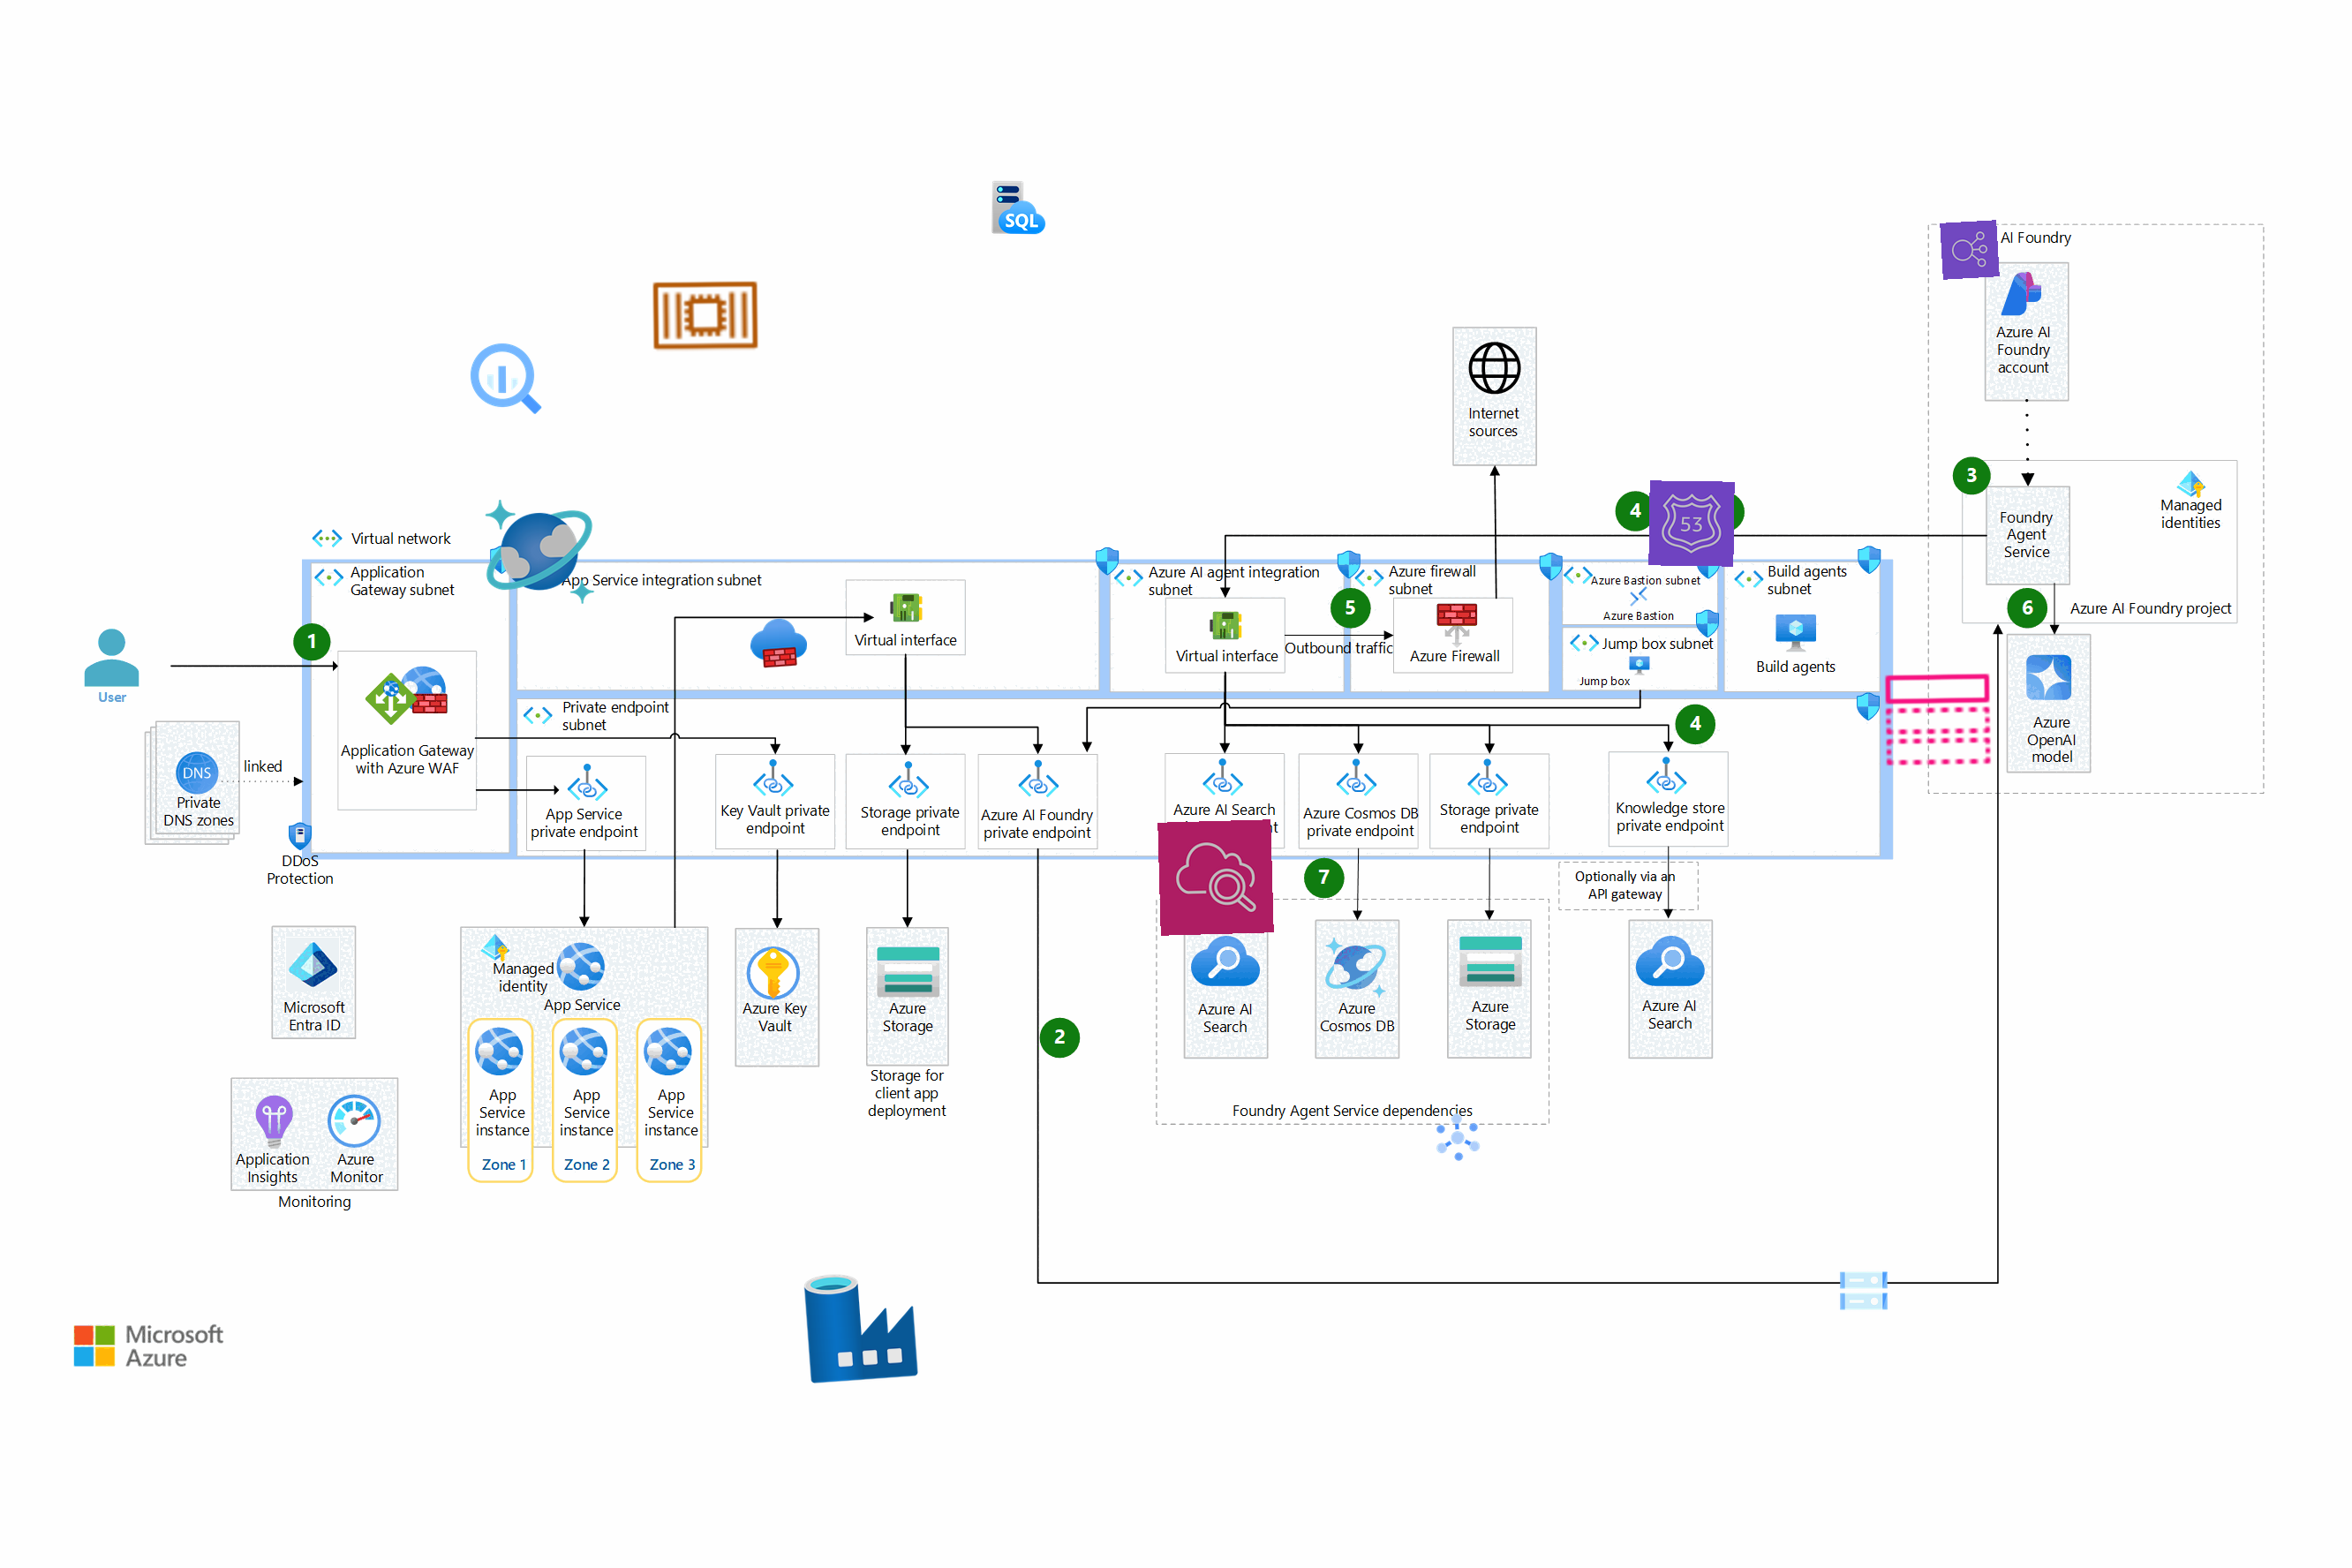 SQL
AI Foundry
Azure AI
Foundry
account
Internet
sources
3
Managed
identities
Foundry
Agent
Service
6
Azure AI Foundry project
Azure
OpenAI
model
4
53
Virtual network
Application
Gateway subnet
App Service integration subnet
Virtual interface
Azure AI agent integration
subnet
Virtual interface
5
Outbound traffic
Azure firewall
subnet
Azure Firewall
Azure Bastion subnet
Azure Bastion
Jump box subnet
Jump box
Build agents
subnet
Build agents
User
1
Application Gateway
with Azure WAF
DNS
Private
DNS zones
linked
DDoS
Protection
Private endpoint
subnet
App Service
private endpoint
Key Vault private
endpoint
Storage private
endpoint
Azure AI Foundry
private endpoint
Azure AI Search
Azure Cosmos DB
private endpoint
Storage private
endpoint
4
Knowledge store
private endpoint
7
Optionally via an
API gateway
Microsoft
Entra ID
Managed
identity
App Service
App
Service
instance
Zone 1
App
Service
instance
Zone 2
App
Service
instance
Zone 3
Azure Key
Vault
Azure
Storage
Storage for
client app
deployment
2
Azure AI
Search
Azure
Cosmos DB
Azure
Storage
Azure AI
Search
Foundry Agent Service dependencies
Application
Insights
Azure
Monitor
Monitoring
Microsoft
Azure